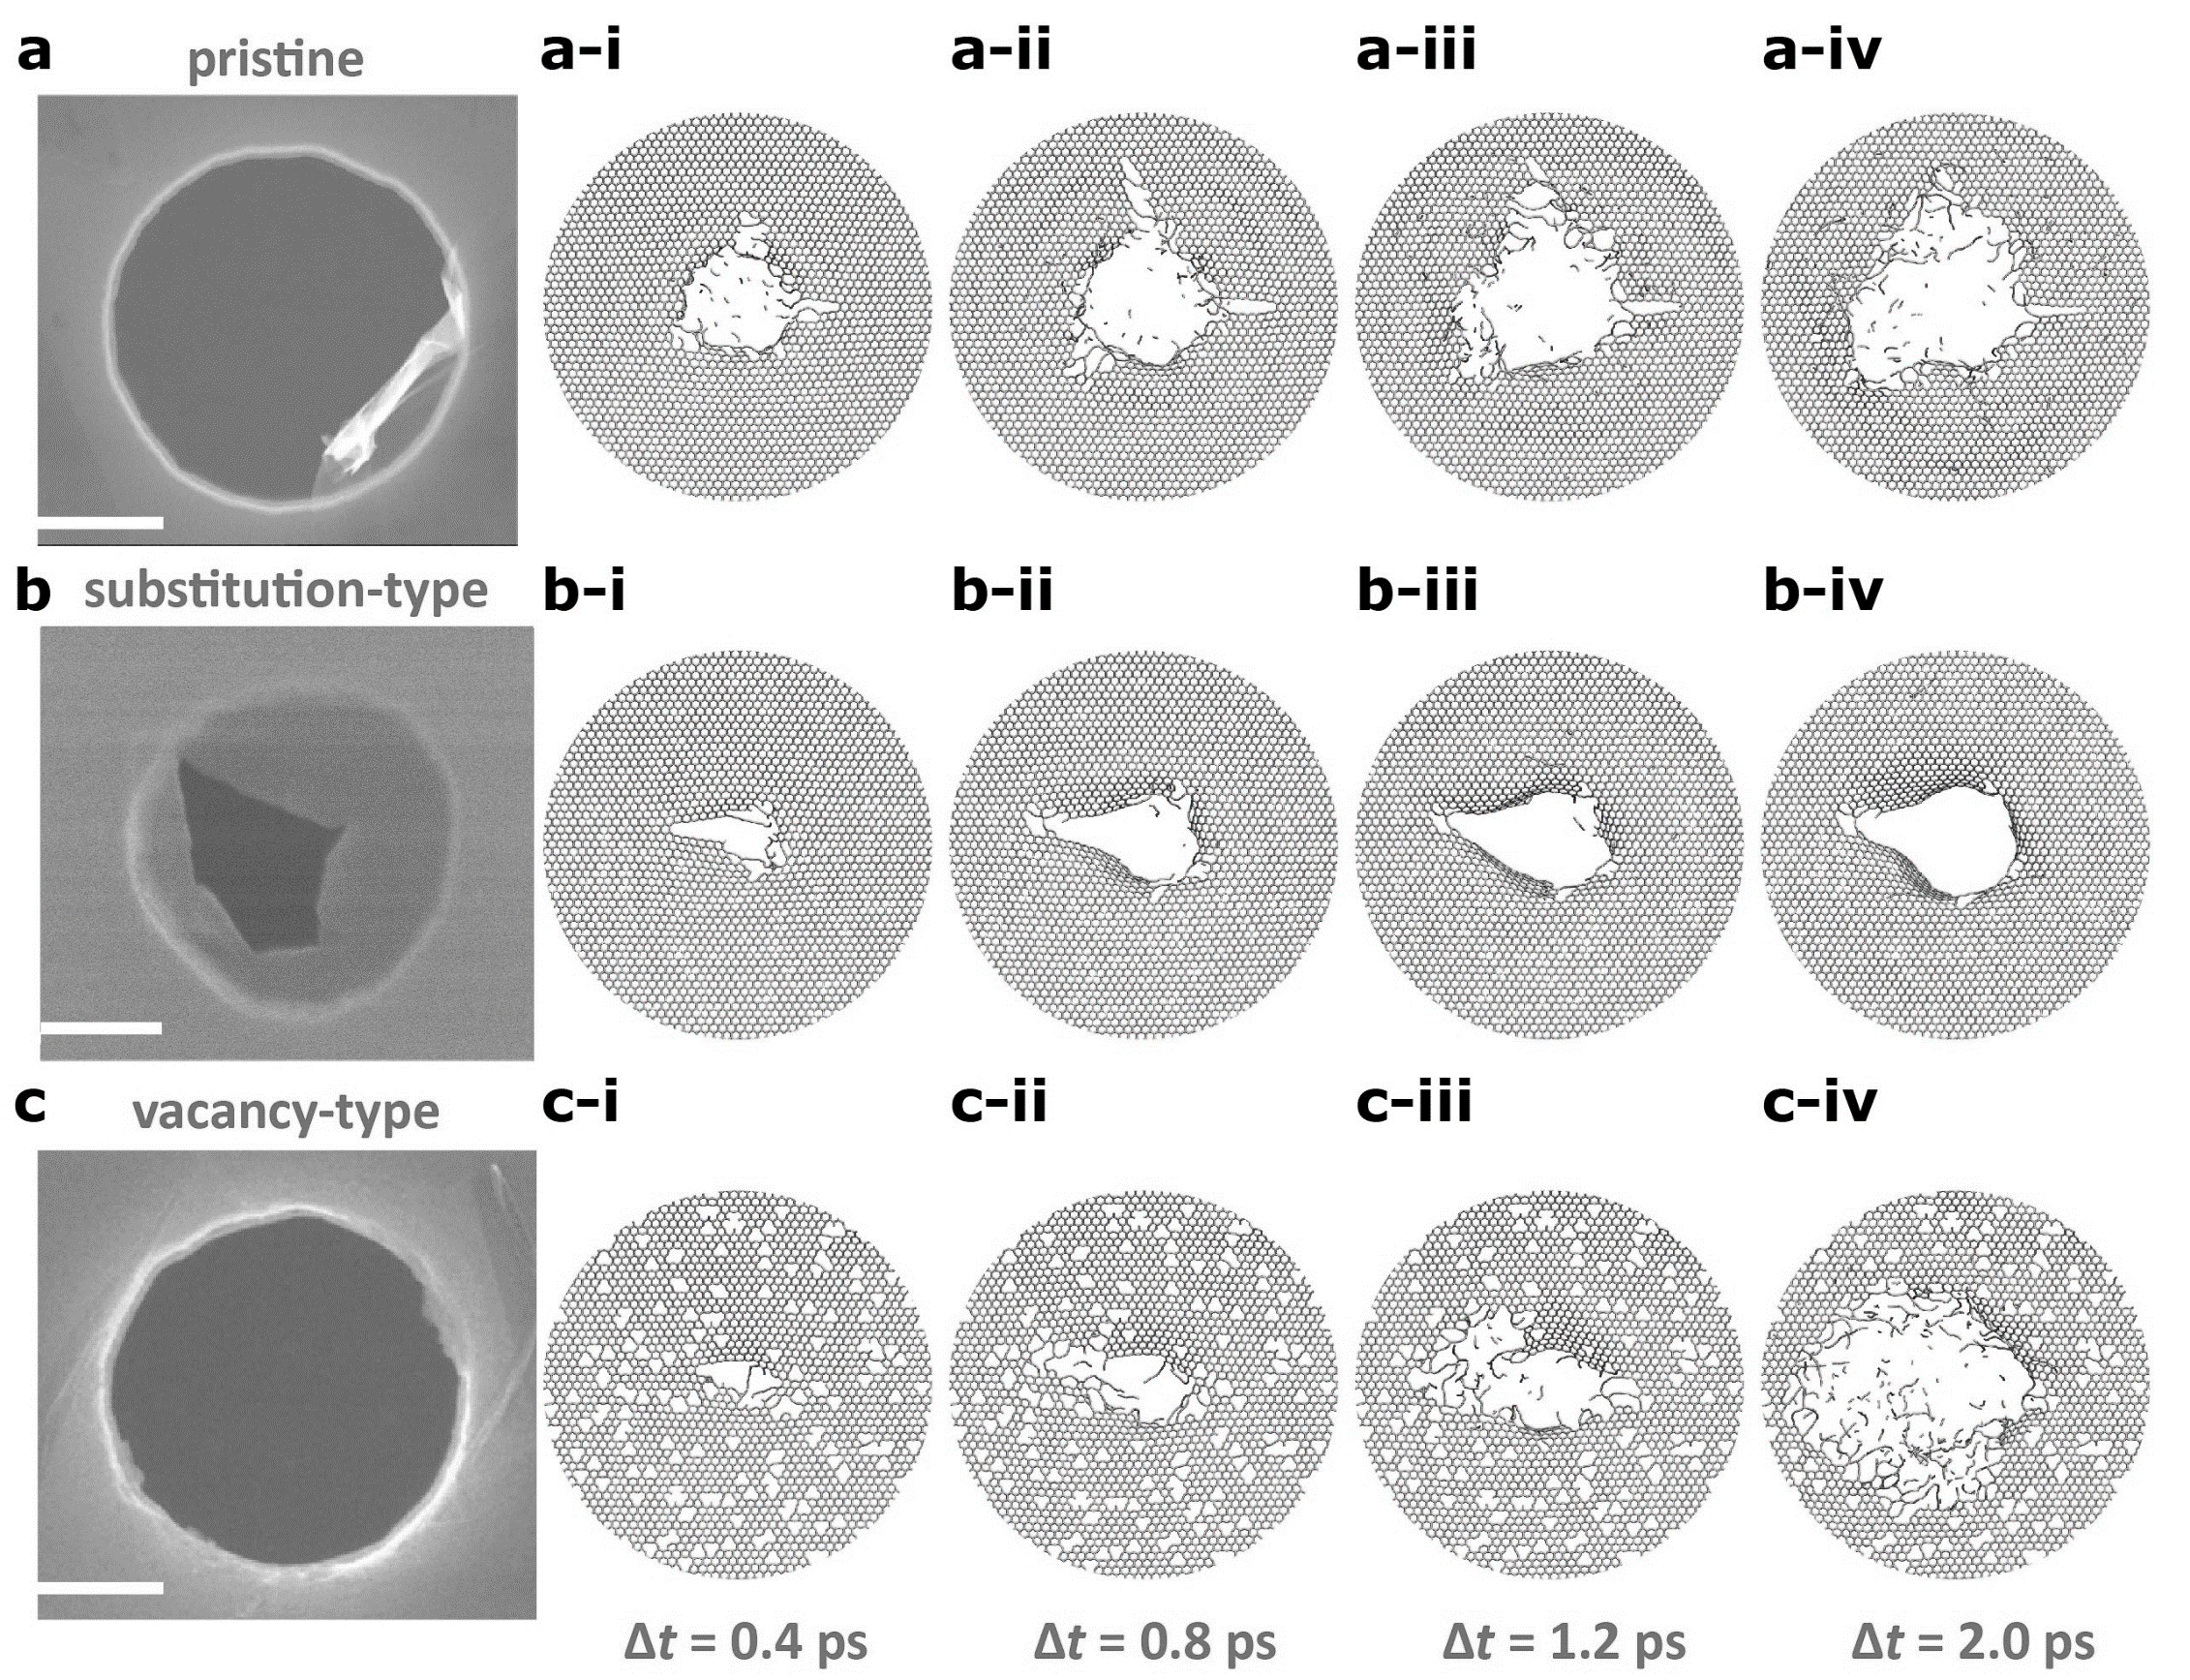 a pristine a-i a-ii a-iii a-iv
b substitution-type b-i b-ii b-iii b-iv
c vacancy-type c-i c-ii c-iii c-iv
Δt = 0.4 ps Δt = 0.8 ps Δt = 1.2 ps Δt = 2.0 ps